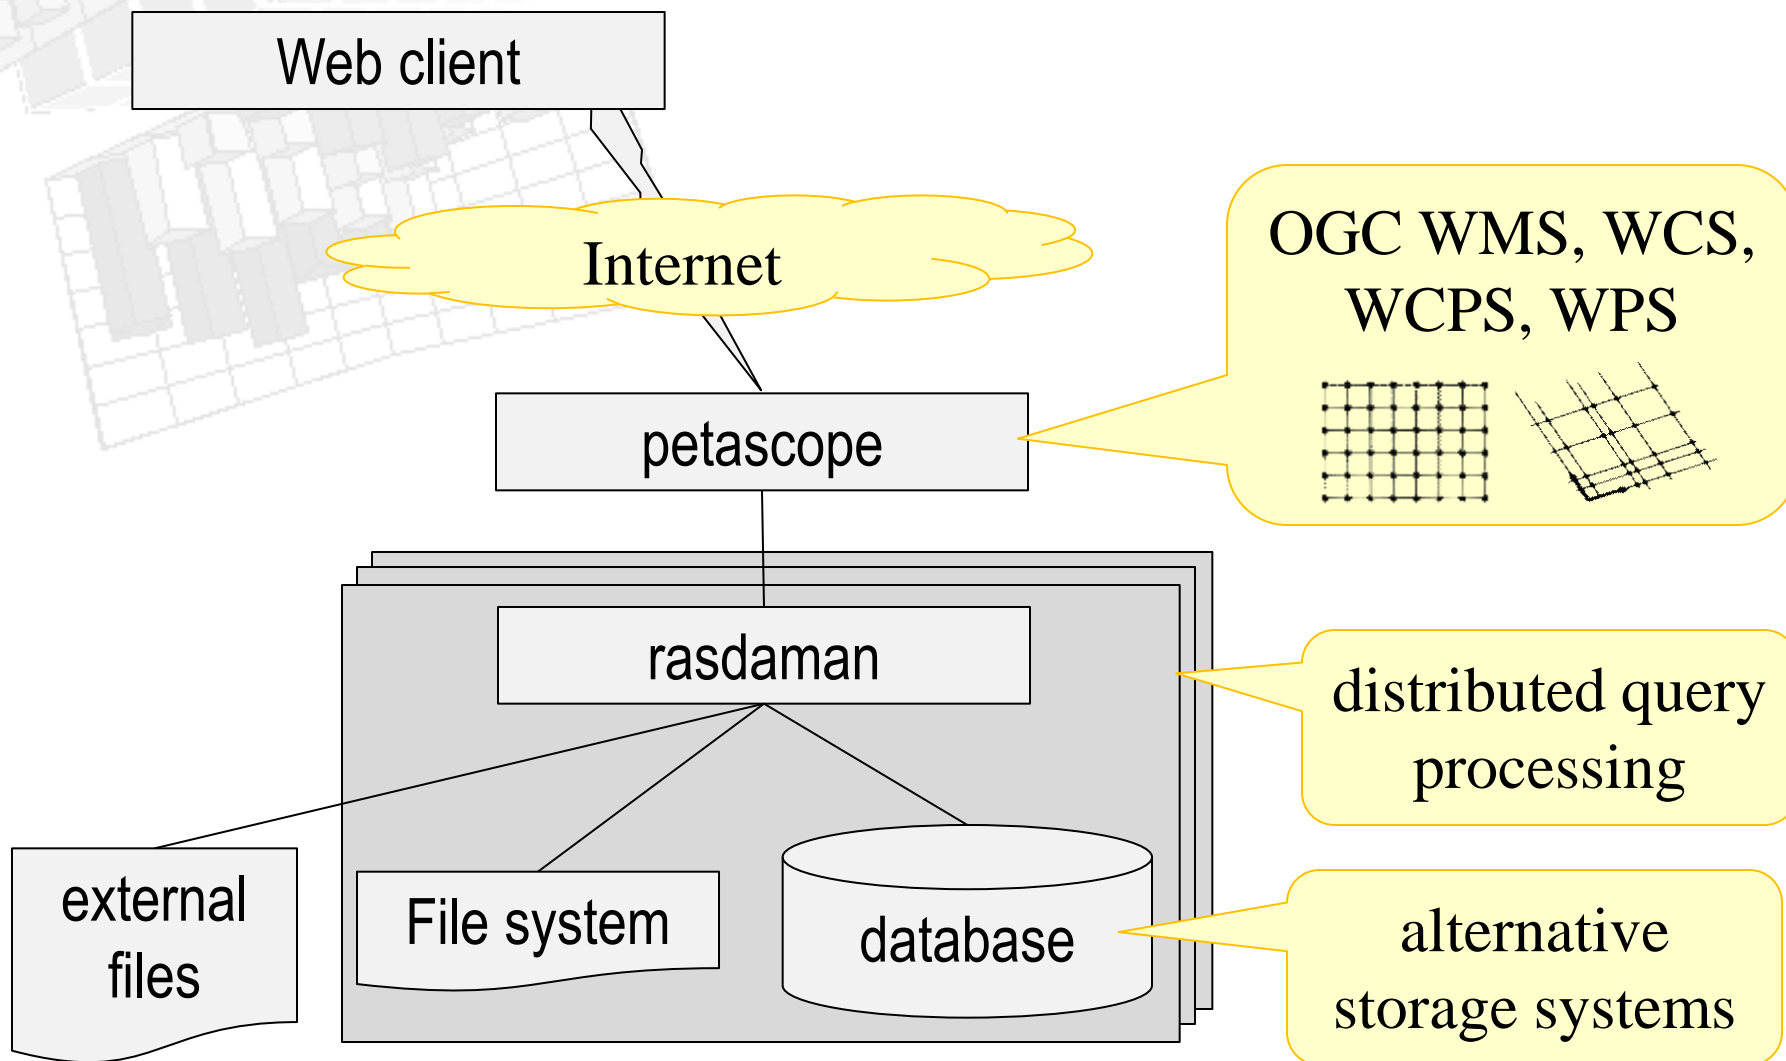 Web client
Internet
OGC WMS, WCS,
WCPS, WPS
petascope
rasdaman
distributed query
processing
external
files
File system
database
alternative
storage systems